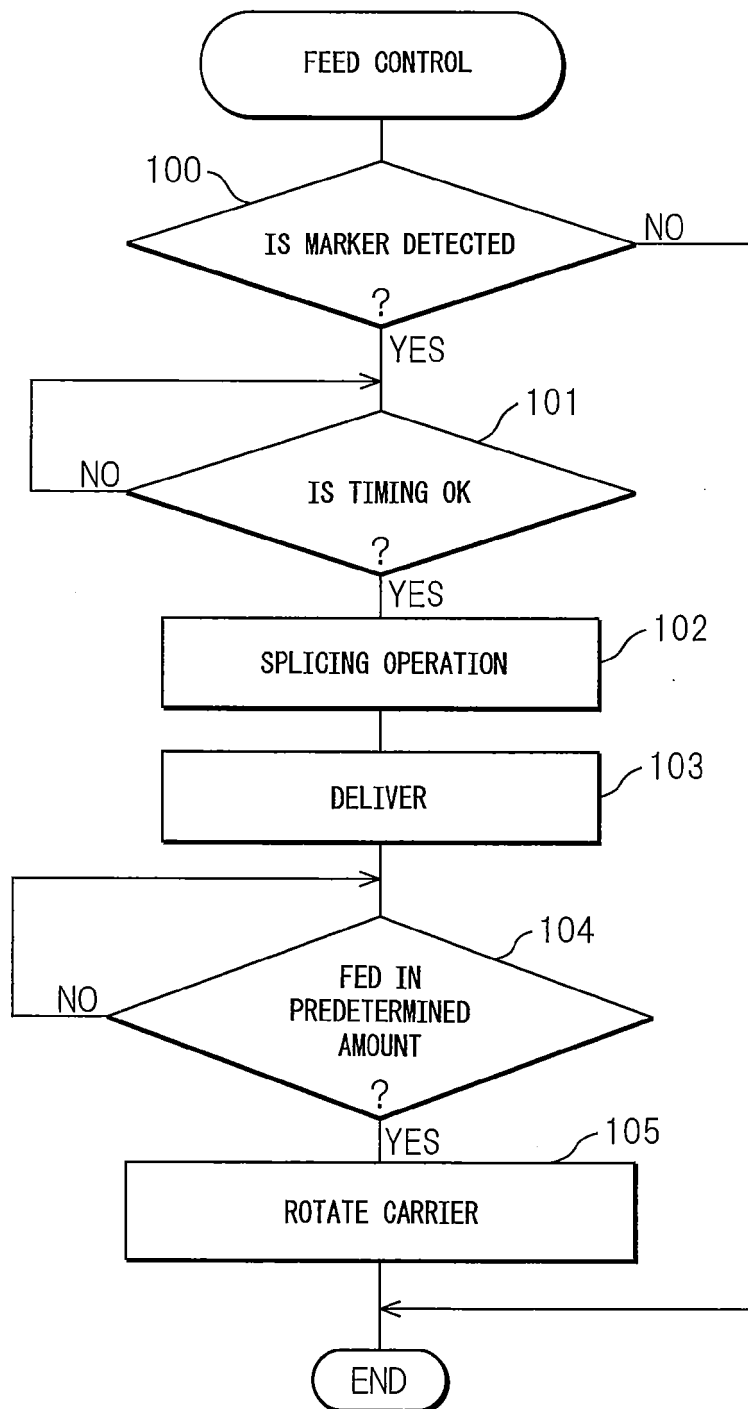 FEED CONTROL
100
IS MARKER DETECTED
?
NO
YES
101
IS TIMING OK
?
NO
YES
102
SPLICING OPERATION
103
DELIVER
104
FED IN
PREDETERMINED
AMOUNT
?
NO
YES
105
ROTATE CARRIER
END